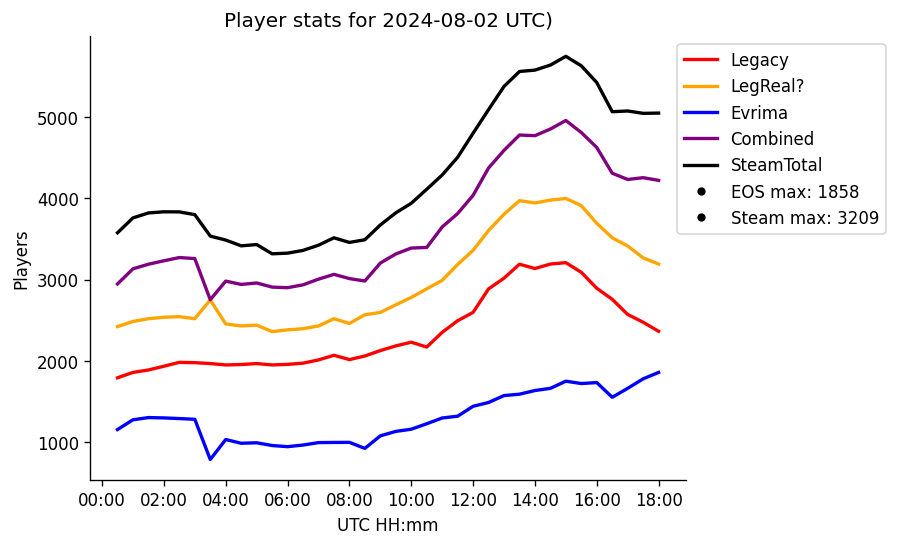 Player stats for 2024-08-02 UTC)
Legacy
LegReal?
Evrima
Combined
SteamTotal
EOS max: 1858
Steam max: 3209
Players
5000
4000
3000
2000
1000
00:00 02:00 04:00 06:00 08:00 10:00 12:00 14:00 16:00 18:00
UTC HH:mm